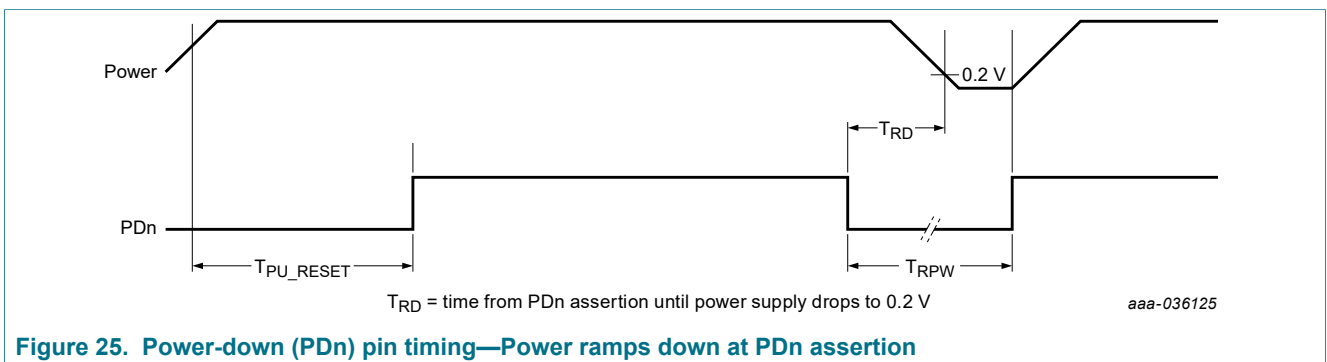 Power
0.2 V
TRD
PDn
TPU_RESET
TRPW
TRD = time from PDn assertion until power supply drops to 0.2 V
aaa-036125
Figure 25. Power-down (PDn) pin timing—Power ramps down at PDn assertion